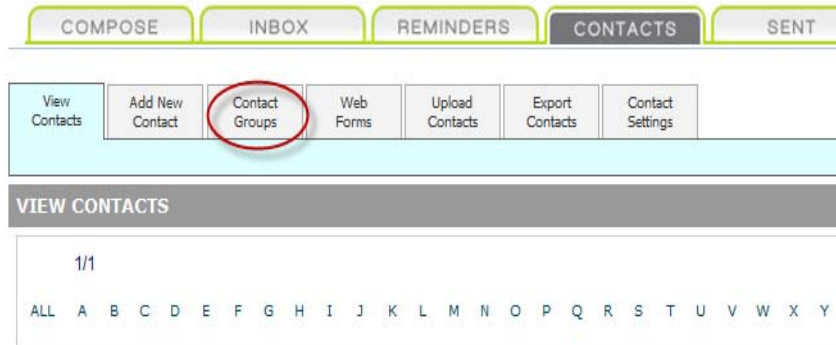 COMPOSE INBOX REMINDERS CONTACTS SENT
View Contacts Add New Contact Contact Groups Web Forms Upload Contacts Export Contacts Contact Settings
VIEW CONTACTS
1/1
ALL A B C D E F G H I J K L M N O P Q R S T U V W X Y